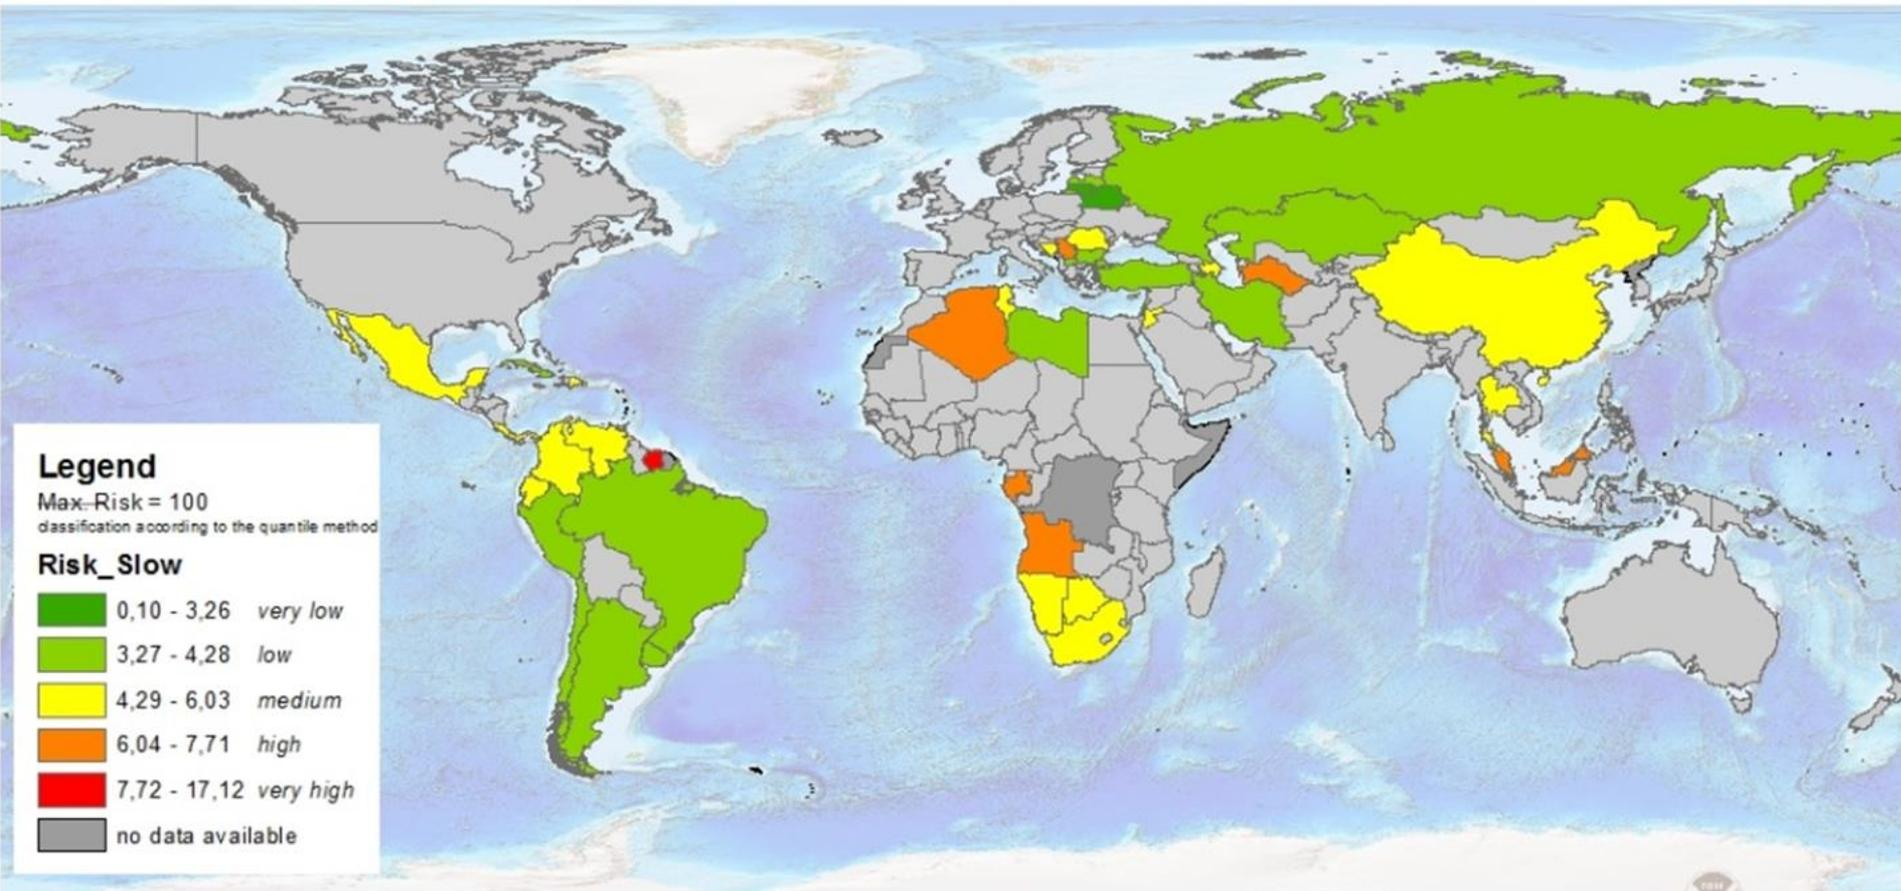 Legend
Max. Risk = 100
classification according to the quantile method
Risk_Slow
0,10 - 3,26 very low
3,27 - 4,28 low
4,29 - 6,03 medium
6,04 - 7,71 high
7,72 - 17,12 very high
no data available